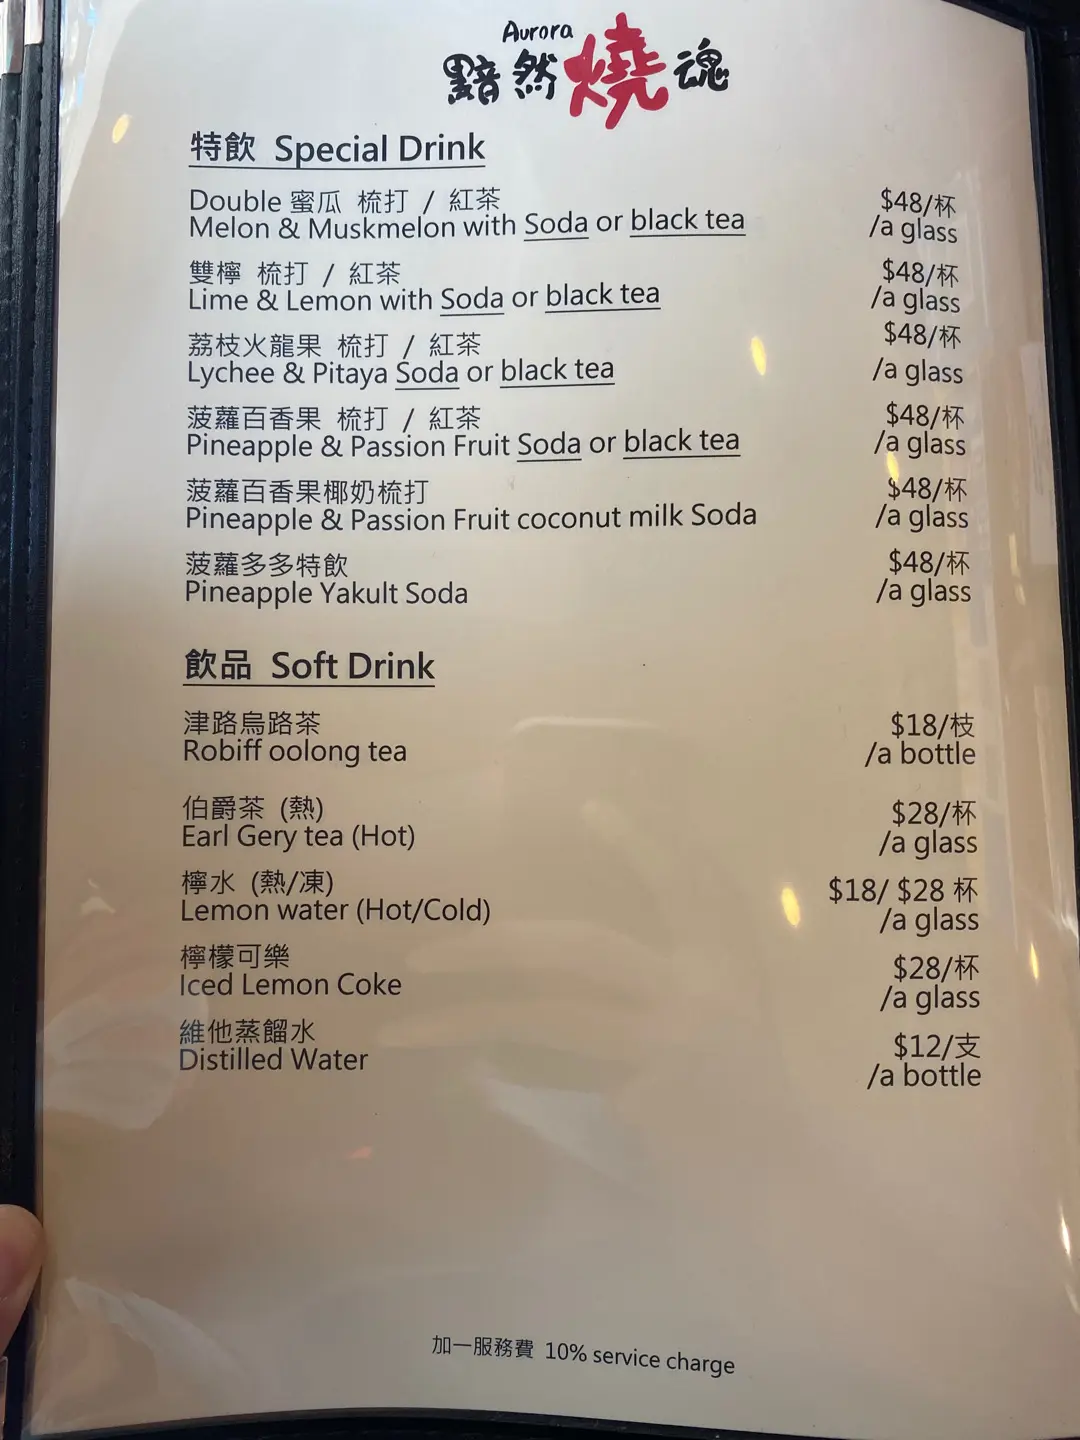 Aurora
黯然燒魂
特飲 Special Drink
Double 蜜瓜 梳打 / 紅茶 $48/杯
Melon & Muskmelon with Soda or black tea /a glass
雙檸 梳打 / 紅茶 $48/杯
Lime & Lemon with Soda or black tea /a glass
荔枝火龍果 梳打 / 紅茶 $48/杯
Lychee & Pitaya Soda or black tea /a glass
菠蘿百香果 梳打 / 紅茶 $48/杯
Pineapple & Passion Fruit Soda or black tea /a glass
菠蘿百香果椰奶梳打 $48/杯
Pineapple & Passion Fruit coconut milk Soda /a glass
菠蘿多多特飲 $48/杯
Pineapple Yakult Soda /a glass
飲品 Soft Drink
津路烏路茶 $18/枝
Robiff oolong tea /a bottle
伯爵茶 (熱) $28/杯
Earl Gery tea (Hot) /a glass
檸水 (熱/凍) $18/ $28 杯
Lemon water (Hot/Cold) /a glass
檸檬可樂 $28/杯
Iced Lemon Coke /a glass
維他蒸餾水 $12/支
Distilled Water /a bottle
加一服務費 10% service charge